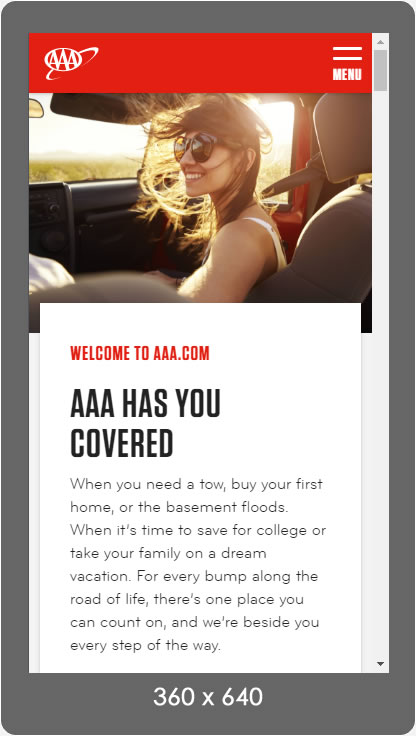 AAA
MENU
WELCOME TO AAA.COM
AAA HAS YOU
COVERED
When you need a tow, buy your first
home, or the basement floods.
When it's time to save for college or
take your family on a dream
vacation. For every bump along the
road of life, there's one place you
can count on, and we're beside you
every step of the way.
360 x 640